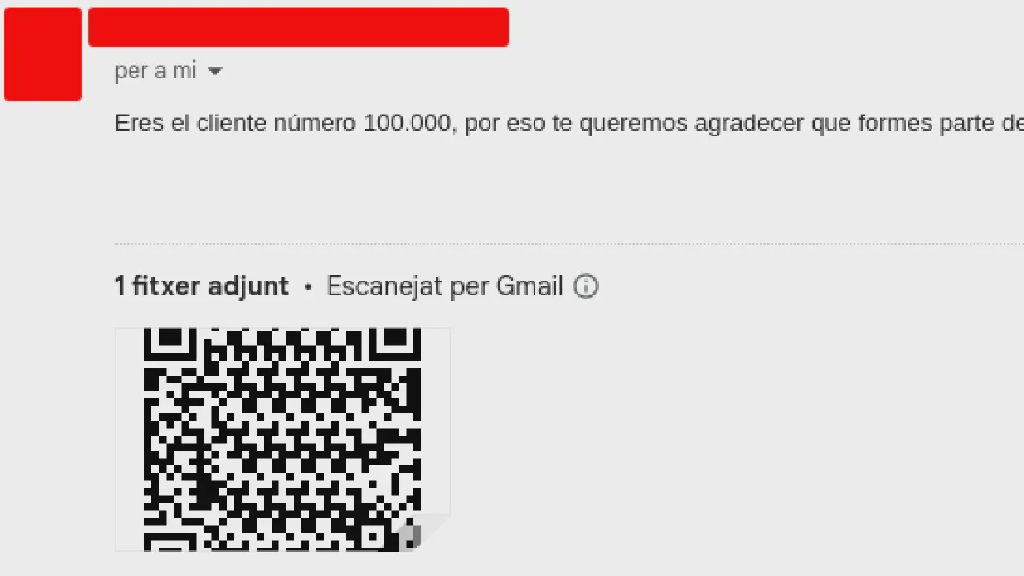 per a mi
Eres el cliente número 100.000, por eso te queremos agradecer que formes parte de
1 fitxer adjunt • Escanejat per Gmail